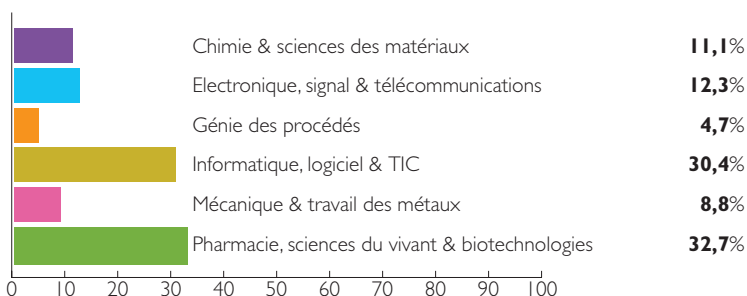 Chimie & sciences des matériaux 11,1%
Electronique, signal & télécommunications 12,3%
Génie des procédés 4,7%
Informatique, logiciel & TIC 30,4%
Mécanique & travail des métaux 8,8%
Pharmacie, sciences du vivant & biotechnologies 32,7%
0 10 20 30 40 50 60 70 80 90 100